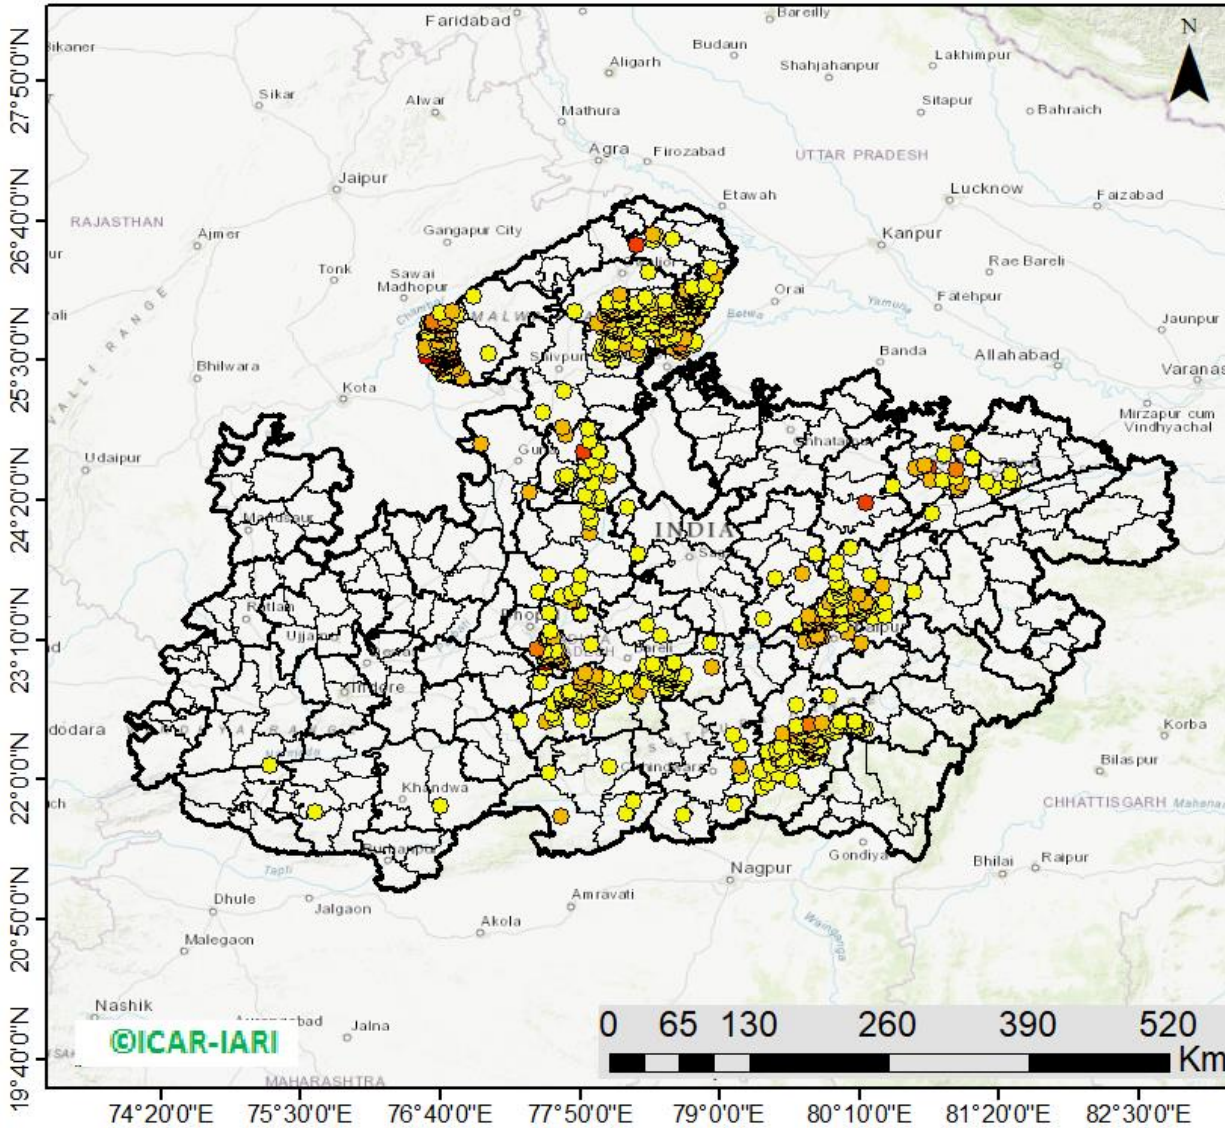 Faridabad
Bareilly
N
Bikaner
Budaun
Lakhimpur
Aligarh
Shahjahanpur
27°50'0"N
Sikar
Alwar
Sitapur
Bahraich
Mathura
Agra
Firozabad
UTTAR PRADESH
Jaipur
Lucknow
Etawah
Faizabad
26°40'0"N
RAJASTHAN
Ajmer
Gangapur City
Kanpur
Rae Bareli
Tonk
Sawai
Madhopur
Orai
Fatehpur
Chambal
Yamuna
Betwa
Jaunpur
25°30'0"N
Bhilwara
Banda
Allahabad
Varanas
Kota
Mirzapur cum
Vindhyachal
Udaipur
24°20'0"N
INDIA
Ratlam
23°10'0"N
Bareli
dodara
Korba
22°0'0"N
Khandwa
Bilaspur
CHHATTISGARH
Gondiya
Bhilai
Raipur
Tapti
Nagpur
20°50'0"N
Dhule
Jalgaon
Amravati
Akola
Malegaon
Wainganga
Nashik
Jalna
©ICAR-IARI
0 65 130 260 390 520
Km
19°40'0"N
MAHARASHTRA
74°20'0"E 75°30'0"E 76°40'0"E 77°50'0"E 79°0'0"E 80°10'0"E 81°20'0"E 82°30'0"E